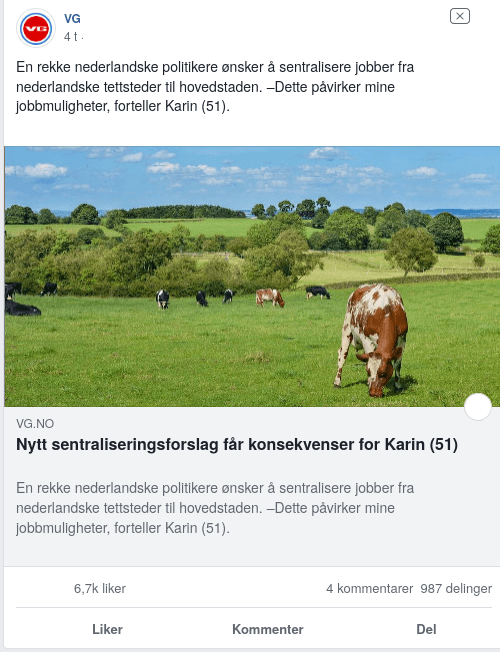 VG
VG
4 t ·
En rekke nederlandske politikere ønsker å sentralisere jobber fra
nederlandske tettsteder til hovedstaden. –Dette påvirker mine
jobbmuligheter, forteller Karin (51).
VG.NO
Nytt sentraliseringsforslag får konsekvenser for Karin (51)
En rekke nederlandske politikere ønsker å sentralisere jobber fra
nederlandske tettsteder til hovedstaden. –Dette påvirker mine
jobbmuligheter, forteller Karin (51).
6,7k liker 4 kommentarer 987 delinger
Liker Kommenter Del